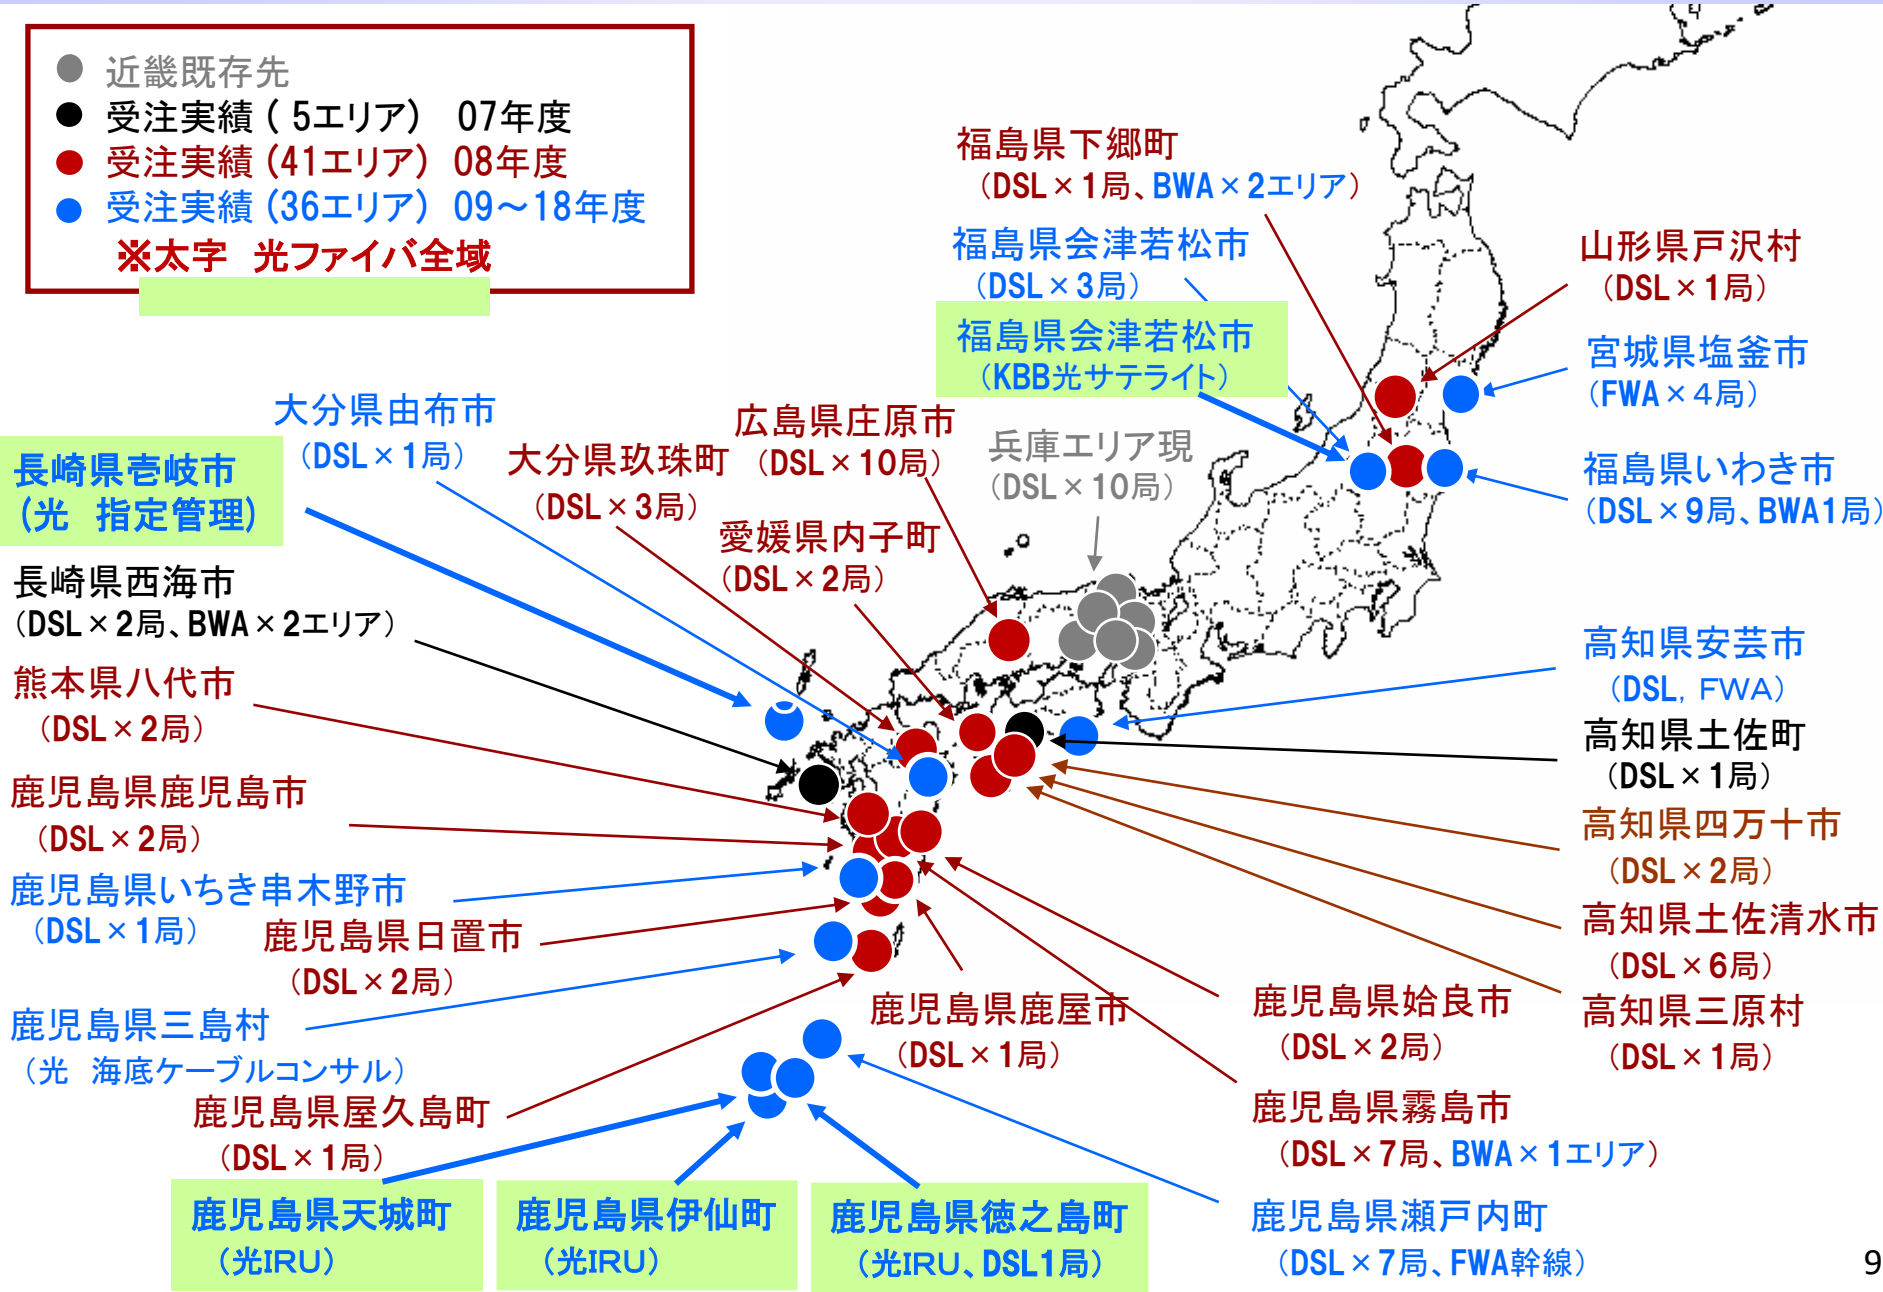 近畿既存先
受注実績 ( 5エリア) 07年度
受注実績 (41エリア) 08年度
受注実績 (36エリア) 09～18年度
※太字 光ファイバ全域
福島県下郷町
(DSL×1局、BWA×2エリア)
福島県会津若松市
(DSL×3局)
福島県会津若松市
(KBB光サテライト)
山形県戸沢村
(DSL×1局)
宮城県塩釜市
(FWA×4局)
福島県いわき市
(DSL×9局、BWA1局)
大分県由布市
(DSL×1局)
大分県玖珠町
(DSL×3局)
広島県庄原市
(DSL×10局)
兵庫エリア現
(DSL×10局)
愛媛県内子町
(DSL×2局)
長崎県壱岐市
(光 指定管理)
長崎県西海市
(DSL×2局、BWA×2エリア)
熊本県八代市
(DSL×2局)
鹿児島県鹿児島市
(DSL×2局)
鹿児島県いちき串木野市
(DSL×1局)
鹿児島県日置市
(DSL×2局)
鹿児島県三島村
(光 海底ケーブルコンサル)
鹿児島県屋久島町
(DSL×1局)
高知県安芸市
(DSL, FWA)
高知県土佐町
(DSL×1局)
高知県四万十市
(DSL×2局)
高知県土佐清水市
(DSL×6局)
高知県三原村
(DSL×1局)
鹿児島県鹿屋市
(DSL×1局)
鹿児島県姶良市
(DSL×2局)
鹿児島県霧島市
(DSL×7局、BWA×1エリア)
鹿児島県瀬戸内町
(DSL×7局、FWA幹線)
鹿児島県天城町
(光IRU)
鹿児島県伊仙町
(光IRU)
鹿児島県徳之島町
(光IRU、DSL1局)
9